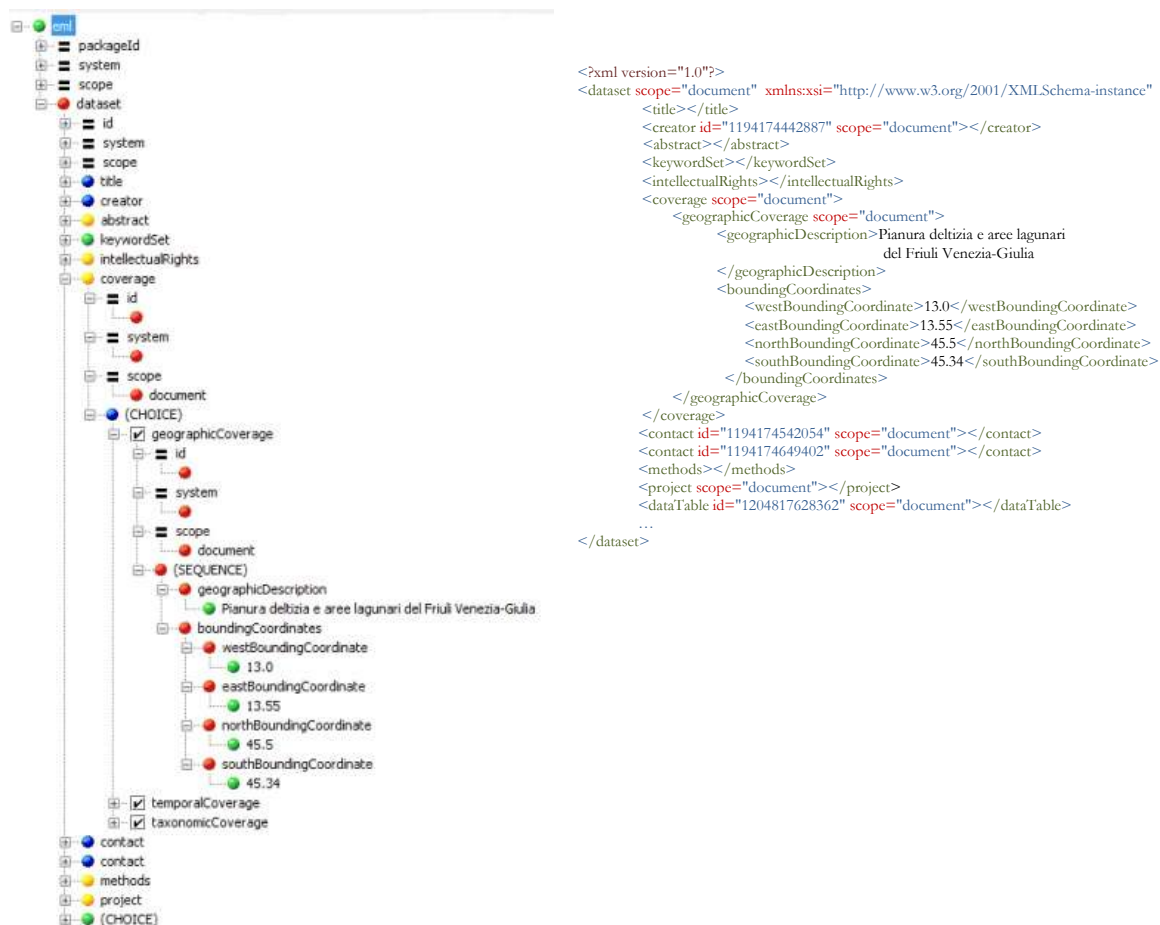 eml
packageId
system
scope
dataset
id
system
scope
title
creator
abstract
keywordSet
intellectualRights
coverage
id
system
scope
document
(CHOICE)
geographicCoverage
id
system
scope
document
(SEQUENCE)
geographicDescription
Pianura deltizia e aree lagunari del Friuli Venezia-Giulia
boundingCoordinates
westBoundingCoordinate
13.0
eastBoundingCoordinate
13.55
northBoundingCoordinate
45.5
southBoundingCoordinate
45.34
temporalCoverage
taxonomicCoverage
contact
contact
methods
project
(CHOICE)
<?xml version="1.0"?>
<dataset scope="document" xmlns:xsi="http://www.w3.org/2001/XMLSchema-instance"
<title></title>
<creator id="1194174442887" scope="document"></creator>
<abstract></abstract>
<keywordSet></keywordSet>
<intellectualRights></intellectualRights>
<coverage scope="document">
<geographicCoverage scope="document">
<geographicDescription>Pianura deltizia e aree lagunari
del Friuli Venezia-Giulia
</geographicDescription>
<boundingCoordinates>
<westBoundingCoordinate>13.0</westBoundingCoordinate>
<eastBoundingCoordinate>13.55</eastBoundingCoordinate>
<northBoundingCoordinate>45.5</northBoundingCoordinate>
<southBoundingCoordinate>45.34</southBoundingCoordinate>
</boundingCoordinates>
</geographicCoverage>
</coverage>
<contact id="1194174542054" scope="document"></contact>
<contact id="1194174649402" scope="document"></contact>
<methods></methods>
<project scope="document"></project>
<dataTable id="1204817628362" scope="document"></dataTable>
…
</dataset>